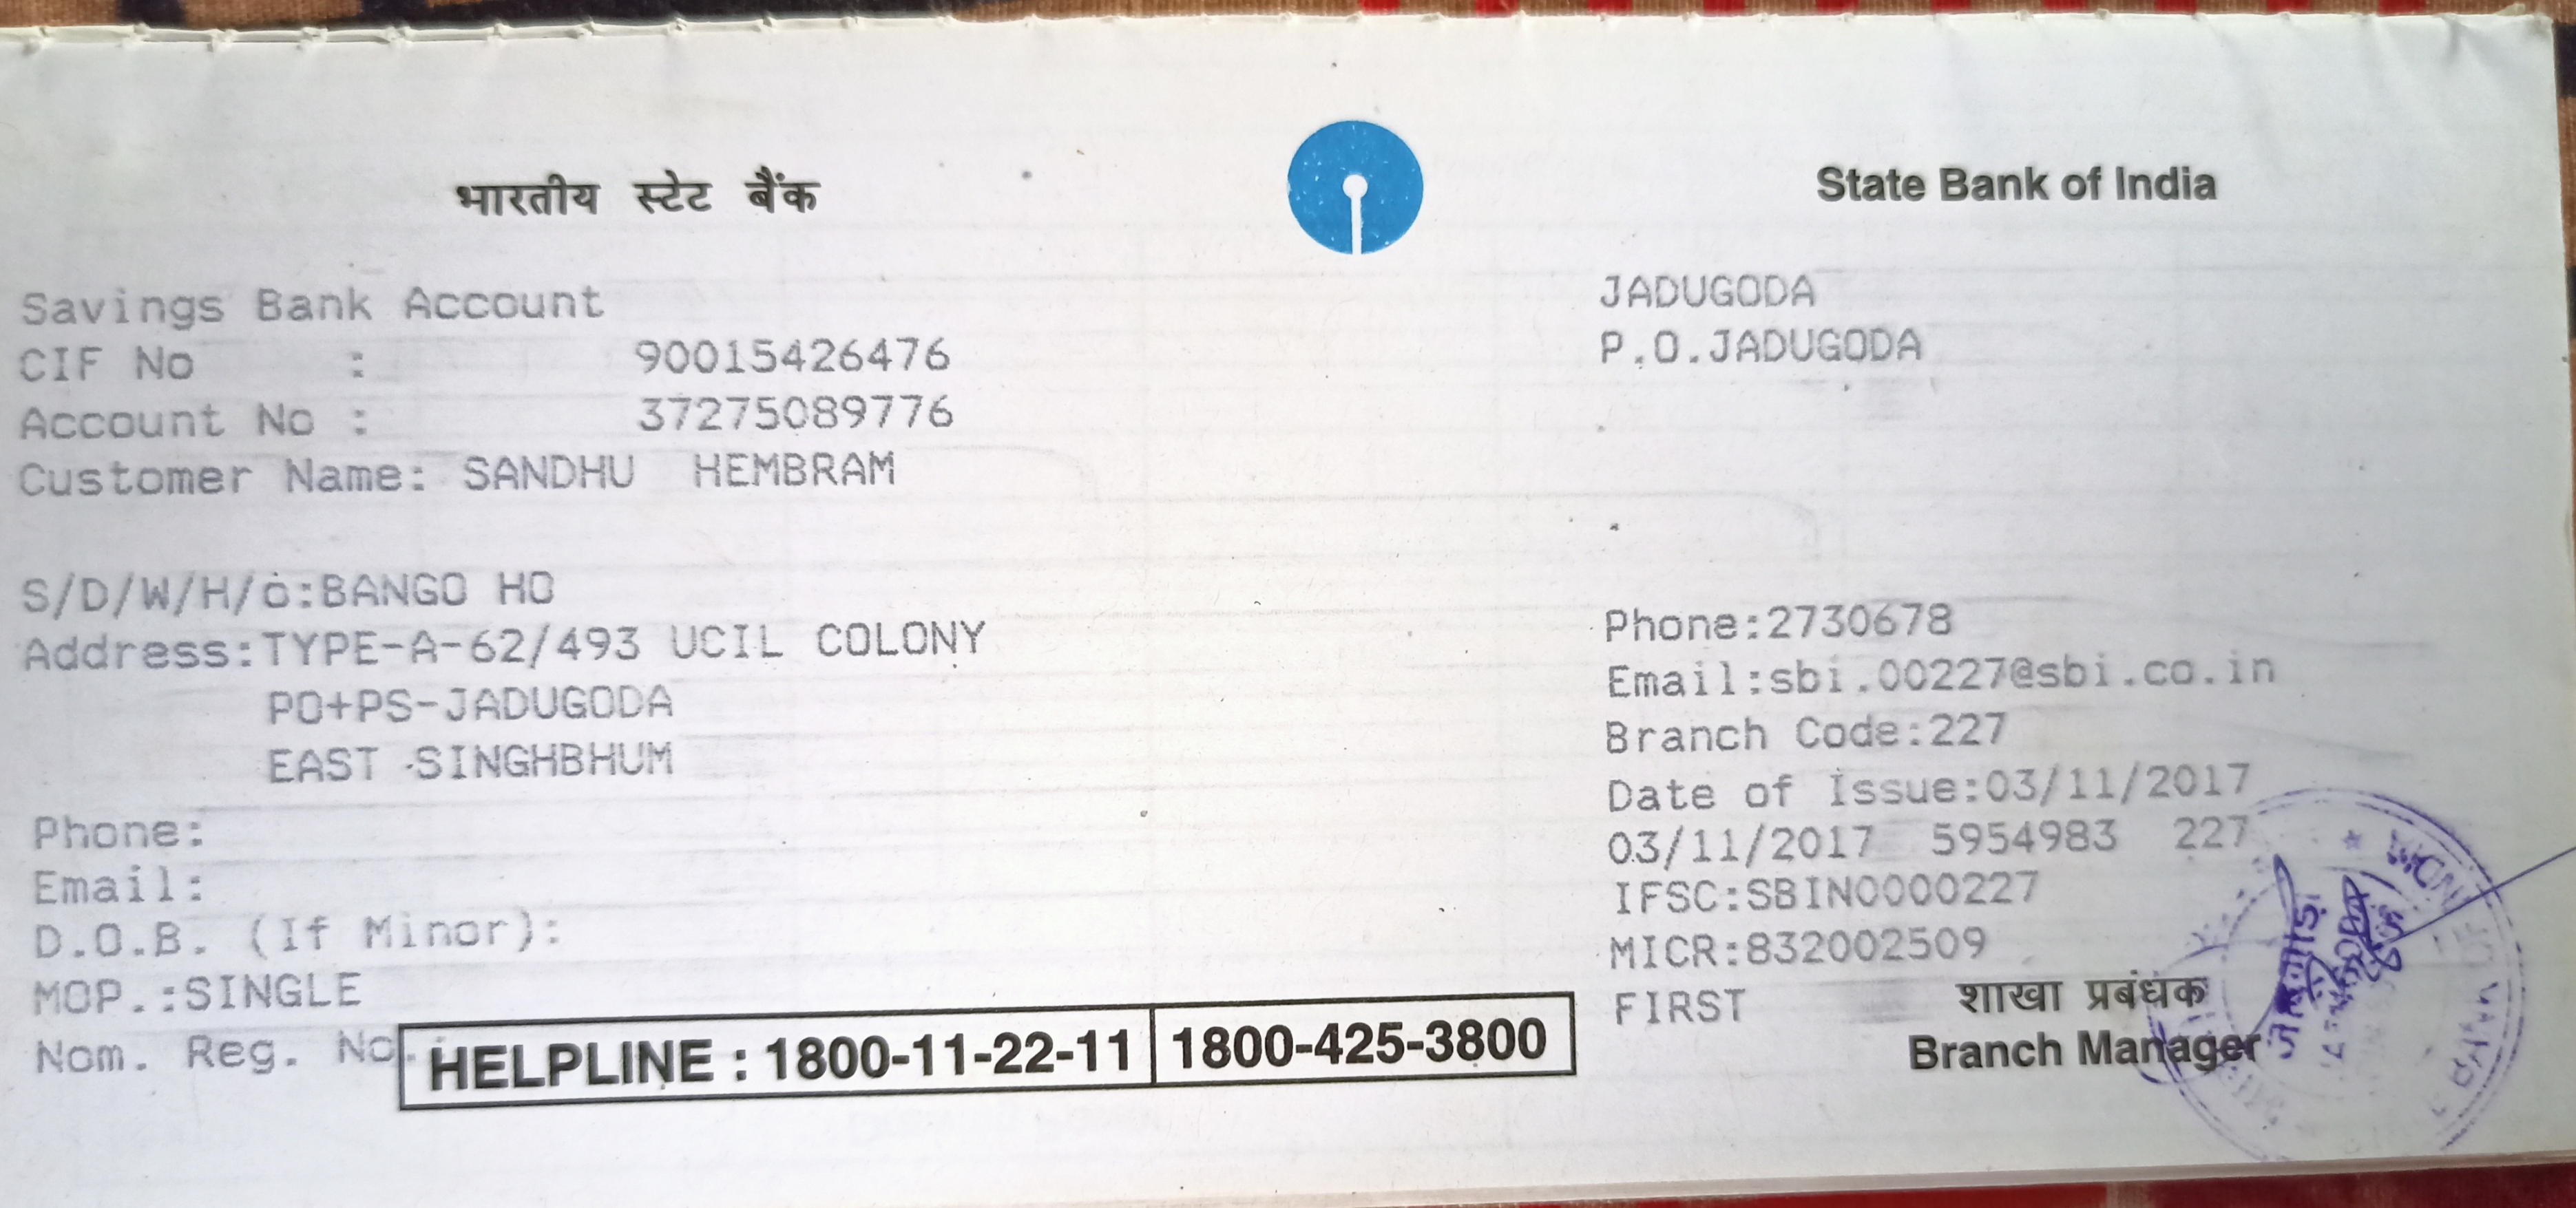 भारतीय स्टेट बैंक
State Bank of India
Savings Bank Account
CIF No : 90015426476
Account No : 37275089776
Customer Name: SANDHU HEMBRAM
S/D/W/H/o:BANGO HO
Address:TYPE-A-62/493 UCIL COLONY
PO+PS-JADUGODA
EAST SINGHBHUM
Phone:
Email:
D.O.B. (If Minor):
MOP.:SINGLE
Nom. Reg. No.:
HELPLINE : 1800-11-22-11 1800-425-3800
JADUGODA
P.O.JADUGODA
Phone:2730678
Email:sbi.00227@sbi.co.in
Branch Code:227
Date of Issue:03/11/2017
03/11/2017 5954983 227
IFSC:SBIN0000227
MICR:832002509
FIRST
शाखा प्रबंधक
Branch Manager